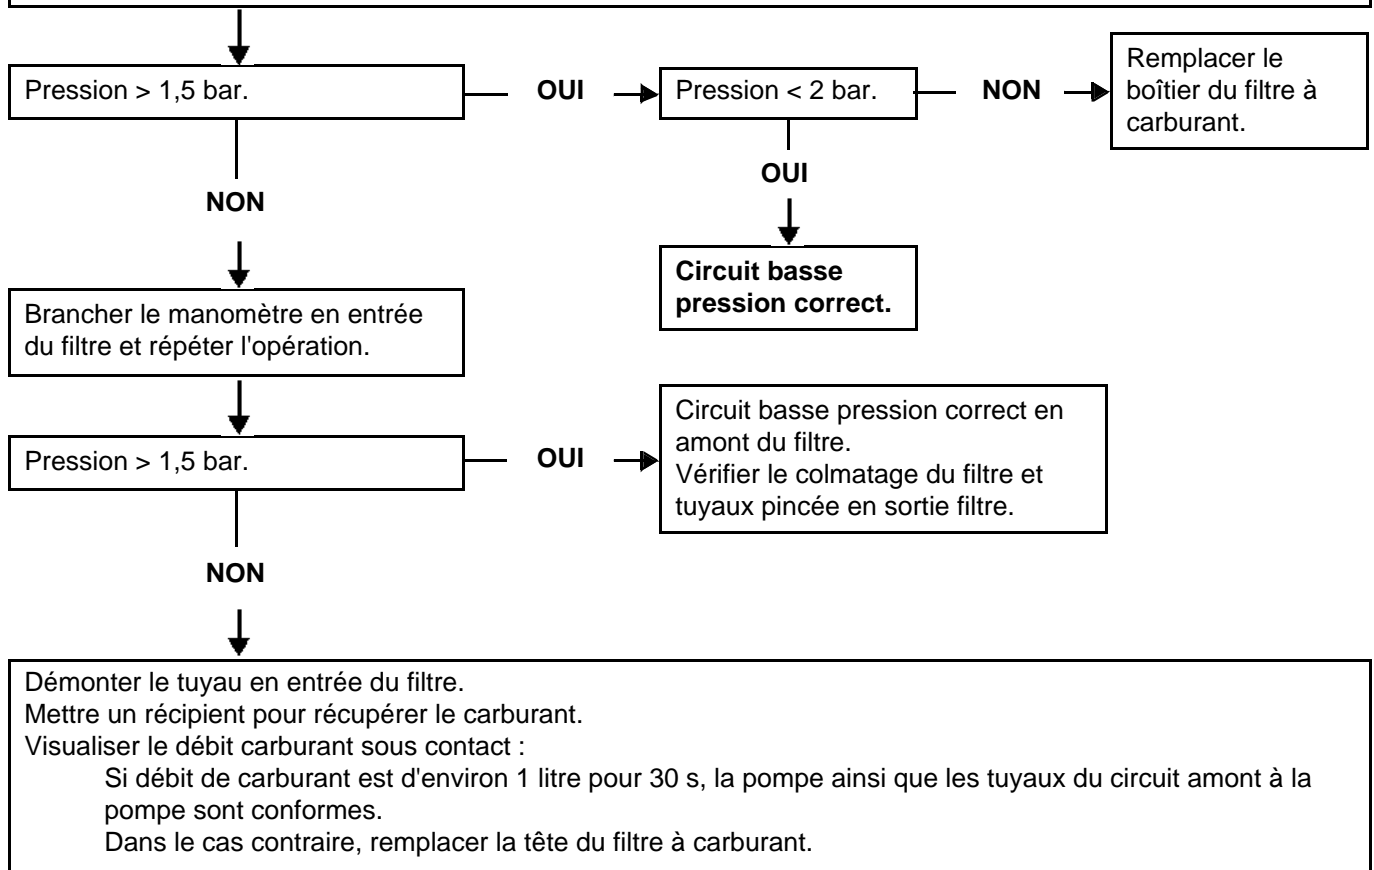 Pression > 1,5 bar.
OUI
Pression < 2 bar.
NON
Remplacer le
boîtier du filtre à
carburant.
NON
OUI
Circuit basse
pression correct.
Brancher le manomètre en entrée
du filtre et répéter l'opération.
Pression > 1,5 bar.
OUI
Circuit basse pression correct en
amont du filtre.
Vérifier le colmatage du filtre et
tuyaux pincée en sortie filtre.
NON
Démonter le tuyau en entrée du filtre.
Mettre un récipient pour récupérer le carburant.
Visualiser le débit carburant sous contact :
Si débit de carburant est d'environ 1 litre pour 30 s, la pompe ainsi que les tuyaux du circuit amont à la
pompe sont conformes.
Dans le cas contraire, remplacer la tête du filtre à carburant.